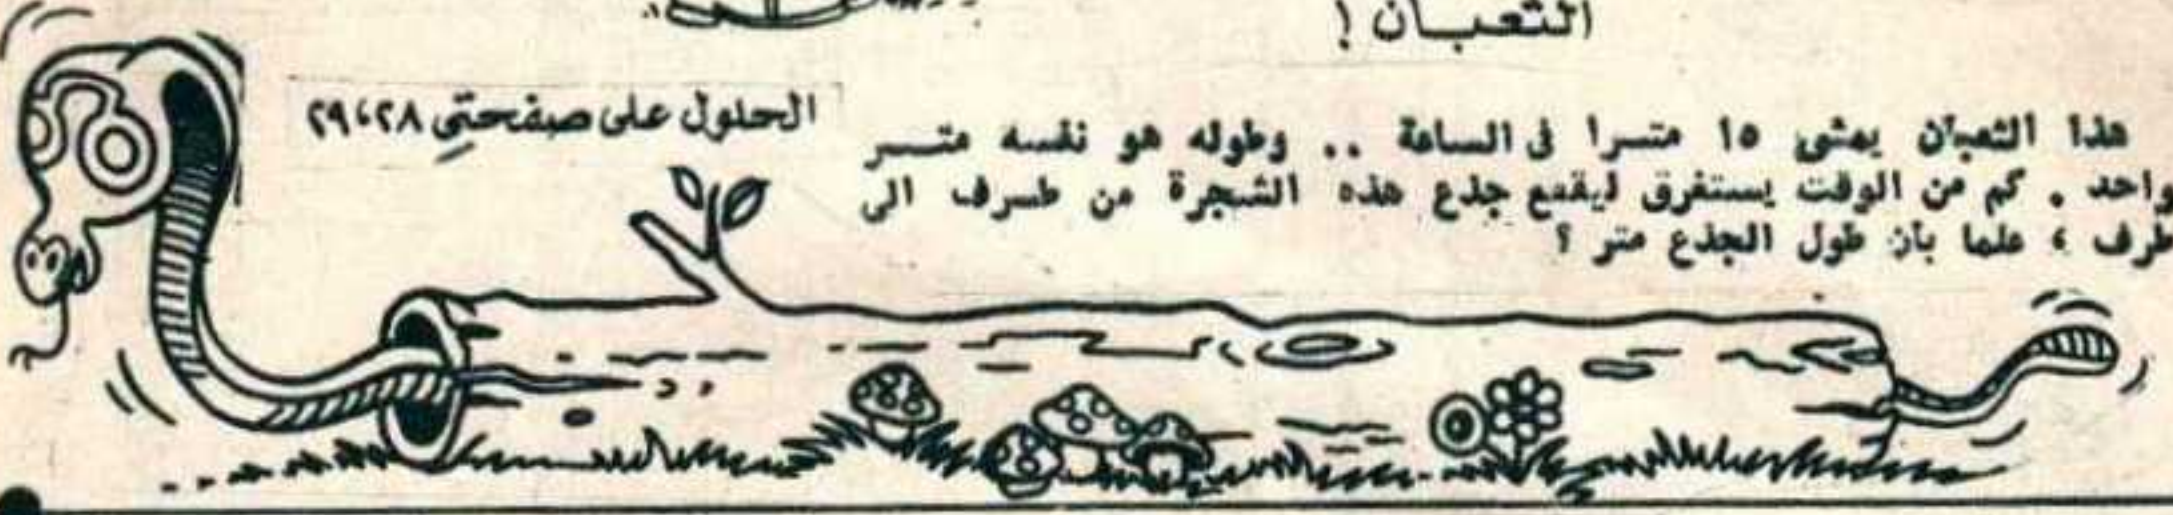 الثعبان !
الحلول على صفحتي ٢٨،٢٩
هذا الثعبان يمشي ١٥ مترا في الساعة .. وطوله هو نفسه متر
واحد . كم من الوقت يستغرق ليقطع جذع هذه الشجرة من طرف الى
طرف ، علما بأن طول الجذع متر ؟